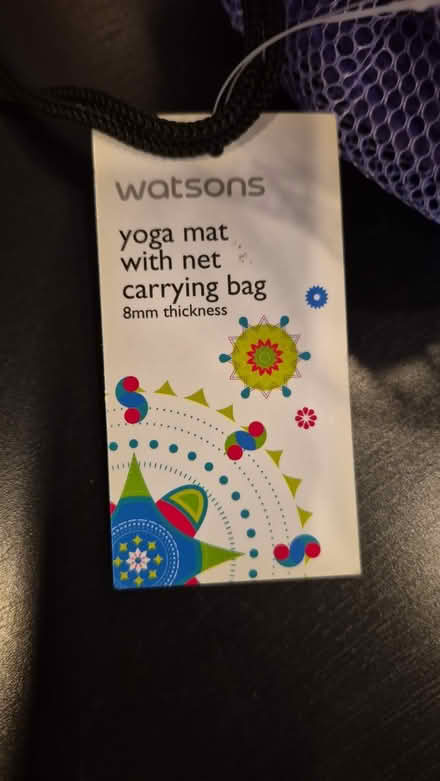 watsons
yoga mat
with net
carrying bag
8mm thickness